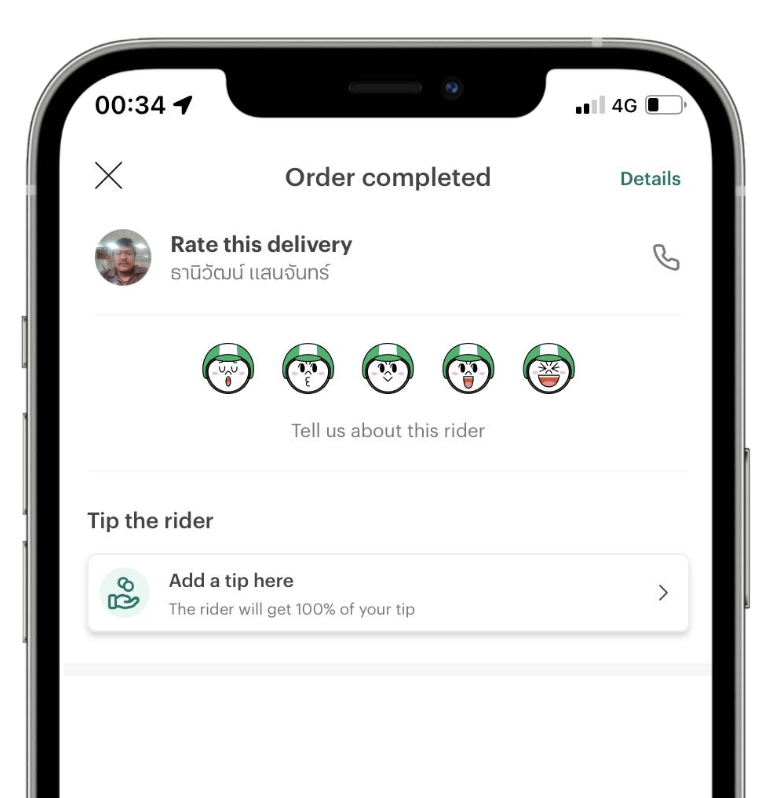 00:34
4G
Order completed
Details
Rate this delivery
ธานิวัฒน์ แสนจันทร์
Tell us about this rider
Tip the rider
Add a tip here
The rider will get 100% of your tip